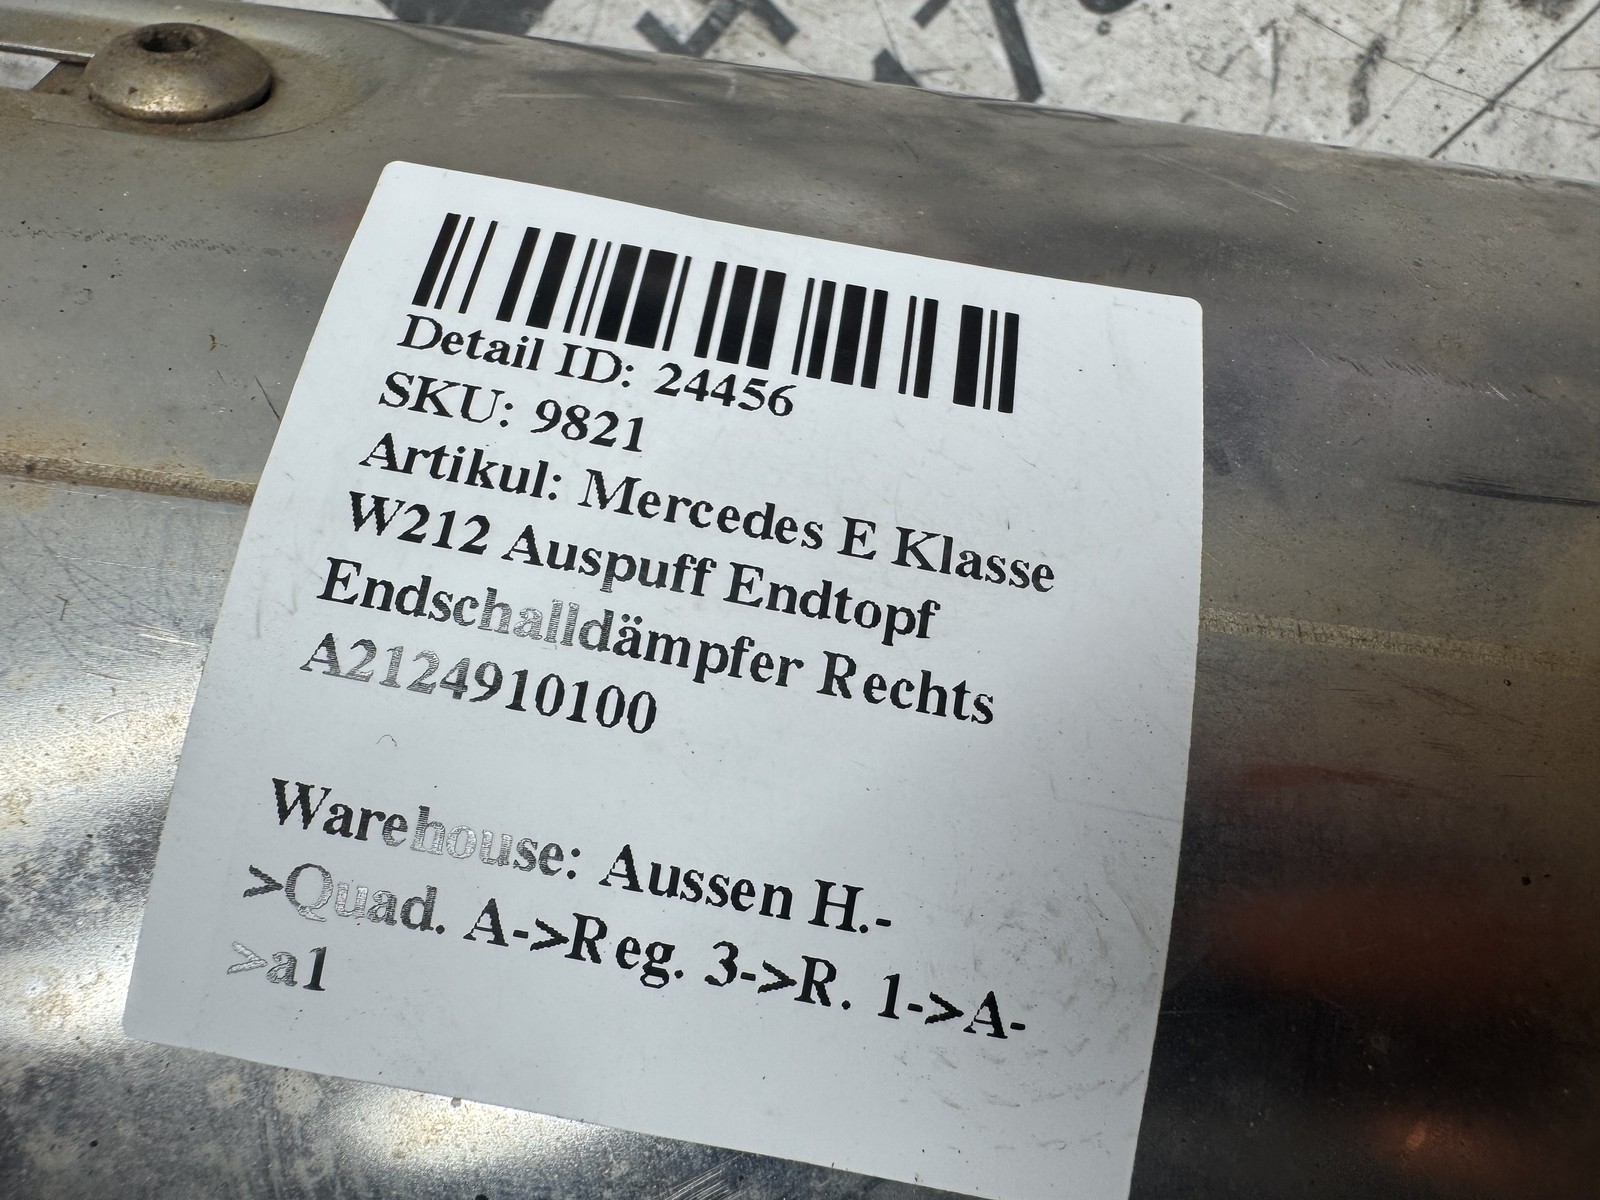 Detail ID: 24456
SKU: 9821
Artikul: Mercedes E Klasse
W212 Auspuff Endtopf
Endschalldämpfer Rechts
A2124910100
Warehouse: Aussen H.-
>Quad. A->Reg. 3->R. 1->A-
>a1